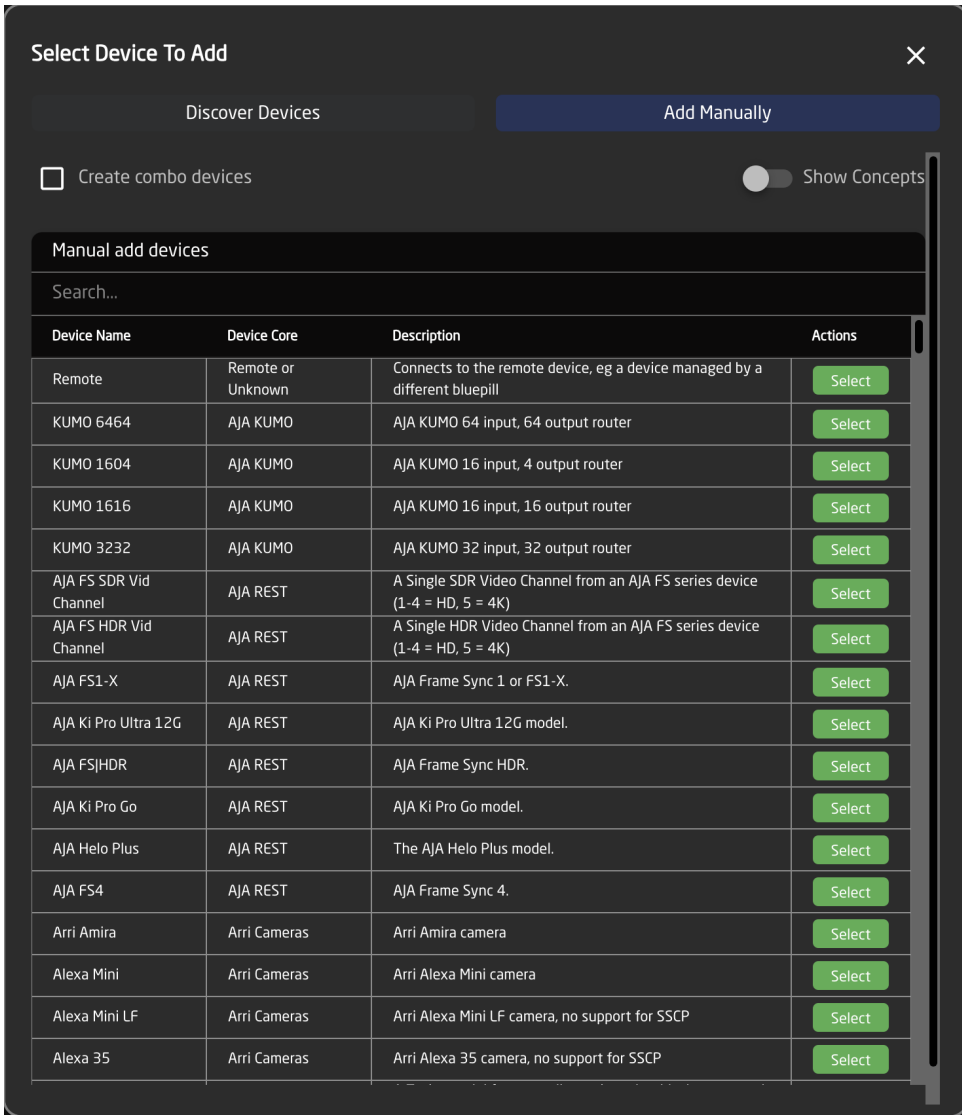 Select Device To Add
Discover Devices
Add Manually
Create combo devices
Show Concepts
Manual add devices
Search...
Device Name Device Core Description Actions
Remote Remote or Unknown Connects to the remote device, eg a device managed by a different bluepill Select
KUMO 6464 AJA KUMO AJA KUMO 64 input, 64 output router Select
KUMO 1604 AJA KUMO AJA KUMO 16 input, 4 output router Select
KUMO 1616 AJA KUMO AJA KUMO 16 input, 16 output router Select
KUMO 3232 AJA KUMO AJA KUMO 32 input, 32 output router Select
AJA FS SDR Vid Channel AJA REST A Single SDR Video Channel from an AJA FS series device (1-4 = HD, 5 = 4K) Select
AJA FS HDR Vid Channel AJA REST A Single HDR Video Channel from an AJA FS series device (1-4 = HD, 5 = 4K) Select
AJA FS1-X AJA REST AJA Frame Sync 1 or FS1-X. Select
AJA Ki Pro Ultra 12G AJA REST AJA Ki Pro Ultra 12G model. Select
AJA FS|HDR AJA REST AJA Frame Sync HDR. Select
AJA Ki Pro Go AJA REST AJA Ki Pro Go model. Select
AJA Helo Plus AJA REST The AJA Helo Plus model. Select
AJA FS4 AJA REST AJA Frame Sync 4. Select
Arri Amira Arri Cameras Arri Amira camera Select
Alexa Mini Arri Cameras Arri Alexa Mini camera Select
Alexa Mini LF Arri Cameras Arri Alexa Mini LF camera, no support for SSCP Select
Alexa 35 Arri Cameras Arri Alexa 35 camera, no support for SSCP Select